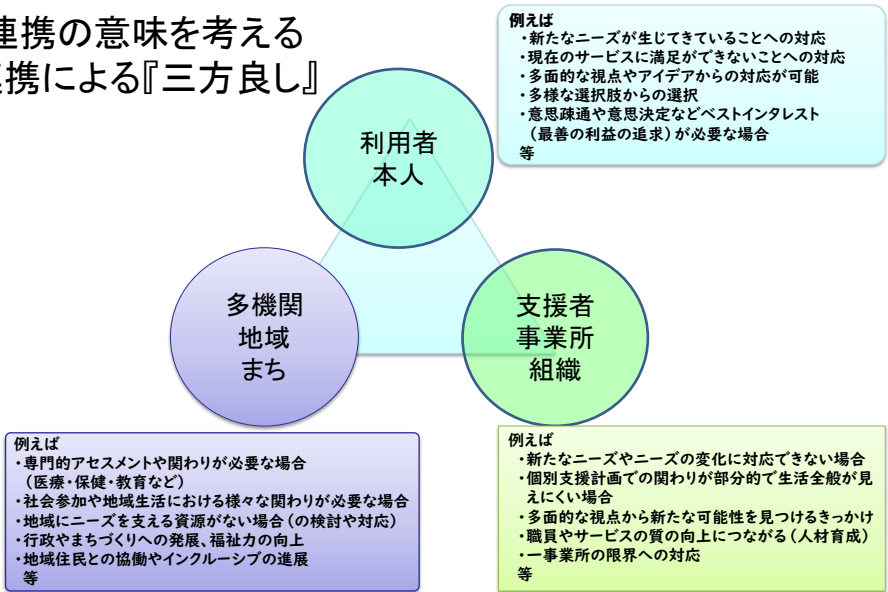 連携の意味を考える
連携による『三方良し』
例えば
・新たなニーズが生じてきていることへの対応
・現在のサービスに満足ができないことへの対応
・多面的な視点やアイデアからの対応が可能
・多様な選択肢からの選択
・意思疎通や意思決定などベストインタレスト
（最善の利益の追求）が必要な場合
等
利用者
本人
多機関
地域
まち
支援者
事業所
組織
例えば
・専門的アセスメントや関わりが必要な場合
（医療・保健・教育など）
・社会参加や地域生活における様々な関わりが必要な場合
・地域にニーズを支える資源がない場合（の検討や対応）
・行政やまちづくりへの発展、福祉力の向上
・地域住民との協働やインクルーシブの進展
等
例えば
・新たなニーズやニーズの変化に対応できない場合
・個別支援計画での関わりが部分的で生活全般が見
えにくい場合
・多面的な視点から新たな可能性を見つけるきっかけ
・職員やサービスの質の向上につながる（人材育成）
・一事業所の限界への対応
等